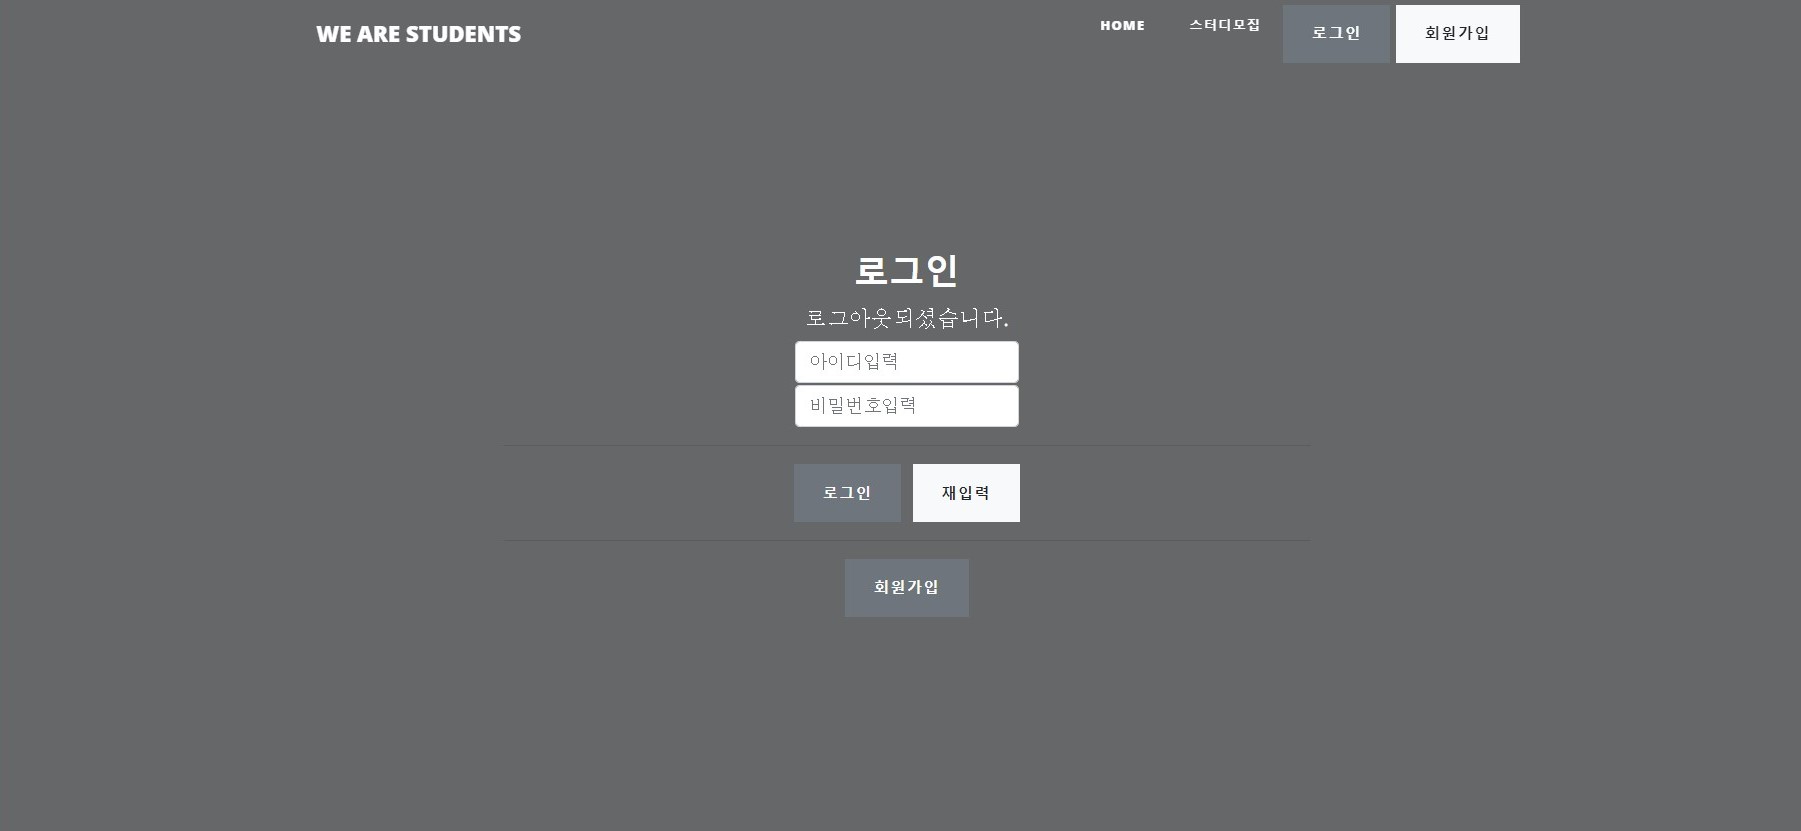 WE ARE STUDENTS
HOME 스터디모집 로그인 회원가입
로그인
로그아웃되셨습니다.
아이디입력
비밀번호입력
로그인 재입력
회원가입